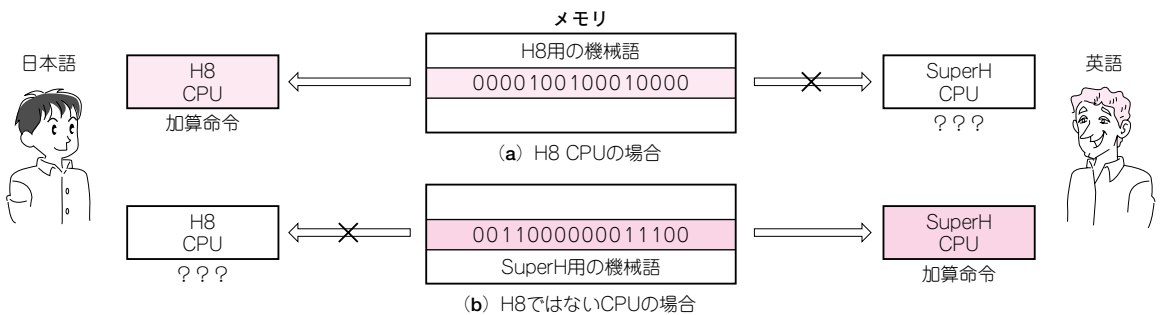 メモリ
日本語
H8
CPU
加算命令
H8用の機械語
0000100100010000
SuperH
CPU
？？？
英語
(a) H8 CPUの場合
H8
CPU
？？？
0011000000011100
SuperH用の機械語
SuperH
CPU
加算命令
(b) H8ではないCPUの場合